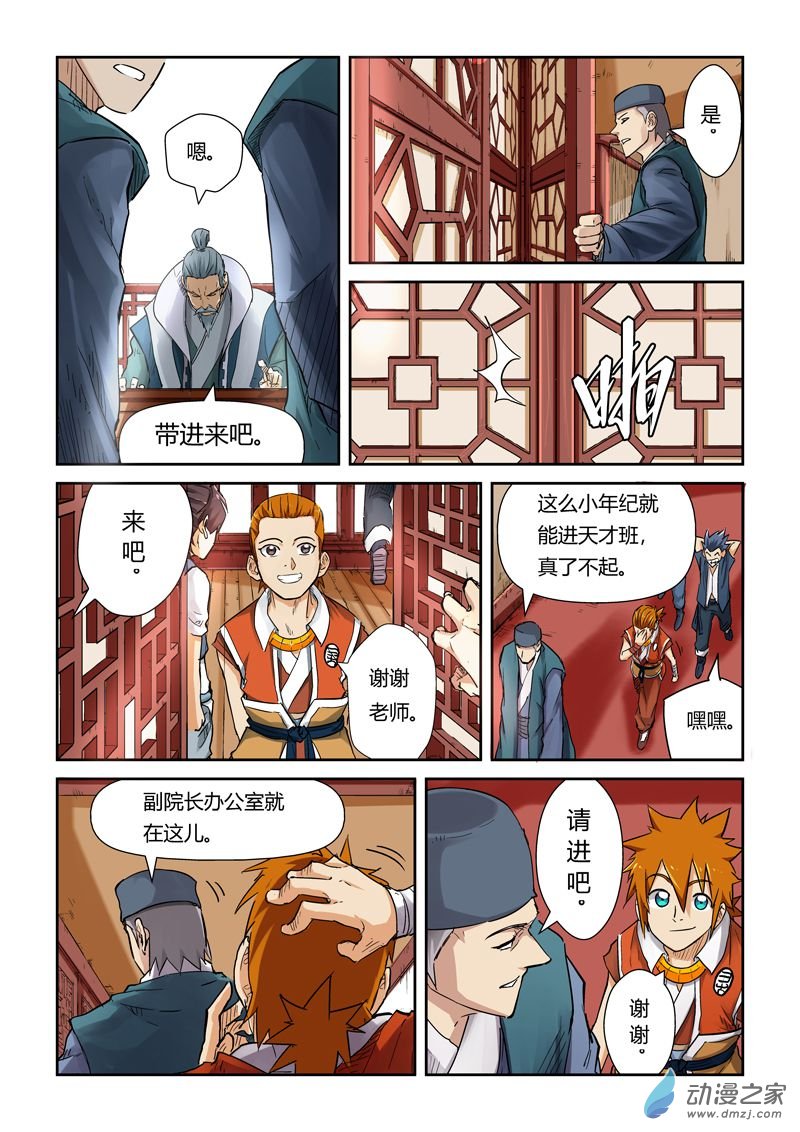 嗯。
带进来吧。
是。
啪
来吧。
谢谢
老师。
这么小年纪就
能进天才班，
真了不起。
嘿嘿。
副院长办公室就
在这儿。
请进吧。
谢谢。
动漫之家
www.dmzj.com